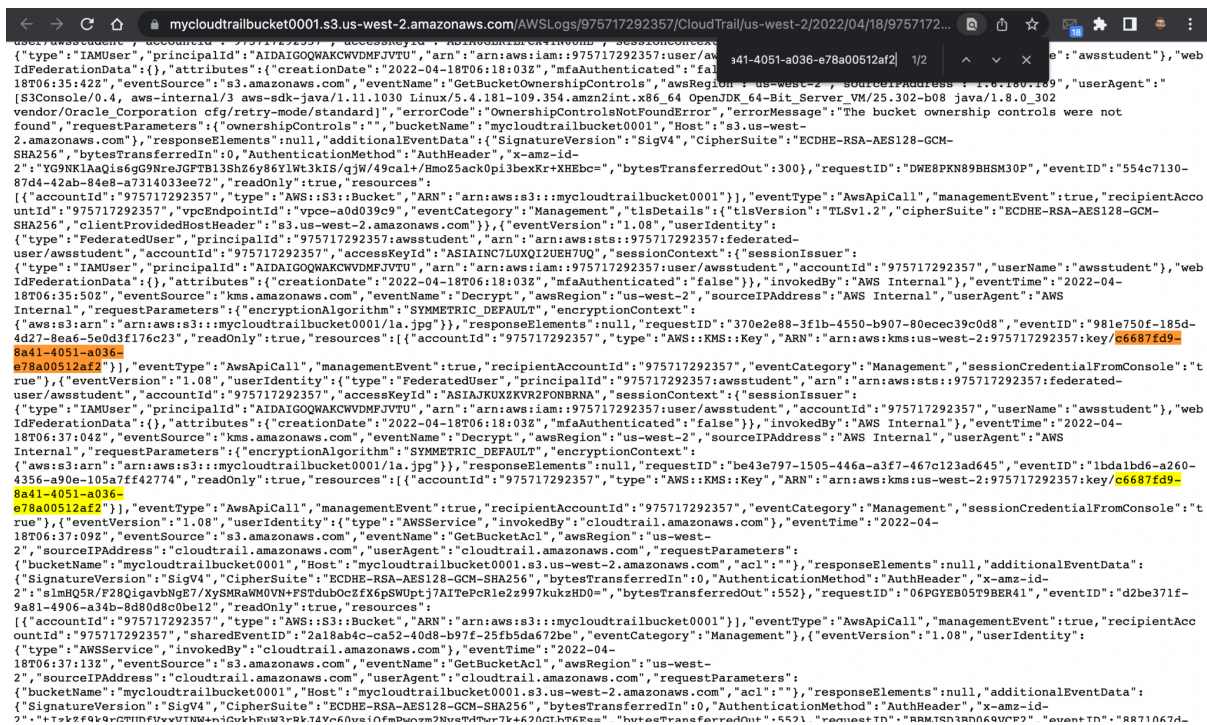 mycloudtrailbucket0001.s3.us-west-2.amazonaws.com/AWSLogs/975717292357/CloudTrail/us-west-2/2022/04/18/9757172...
18
a41-4051-a036-e78a00512af2 1/2
{"type":"IAMUser","principalId":"AIDAIGOQWAKCWVDMFJVTU","arn":"arn:aws:iam::975717292357:user/aw e":"awsstudent"},"web
IdFederationData":{},"attributes":{"creationDate":"2022-04-18T06:18:03Z","mfaAuthenticated":"fal
18T06:35:42Z","eventSource":"s3.amazonaws.com","eventName":"GetBucketOwnershipControls","awsRegion":"us-west-2","sourceIPAddress":"1.6.180.189","userAgent":"
[S3Console/0.4, aws-internal/3 aws-sdk-java/1.11.1030 Linux/5.4.181-109.354.amzn2int.x86_64 OpenJDK_64-Bit_Server_VM/25.302-b08 java/1.8.0_302
vendor/Oracle_Corporation cfg/retry-mode/standard]","errorCode":"OwnershipControlsNotFoundError","errorMessage":"The bucket ownership controls were not
found","requestParameters":{"ownershipControls":"","bucketName":"mycloudtrailbucket0001","Host":"s3.us-west-
2.amazonaws.com"},"responseElements":null,"additionalEventData":{"SignatureVersion":"SigV4","CipherSuite":"ECDHE-RSA-AES128-GCM-
SHA256","bytesTransferredIn":0,"AuthenticationMethod":"AuthHeader","x-amz-id-
2":"YG9NKlAaQis6gG9NreJGFTB13ShZ6y86YlWt3kIS/qjW/49cal+/HmoZ5ack0pi3bexKr+XHEbc=","bytesTransferredOut":300},"requestID":"DWE8PKN89BHSM30P","eventID":"554c7130-
87d4-42ab-84e8-a7314033ee72","readOnly":true,"resources":
[{"accountId":"975717292357","type":"AWS::S3::Bucket","ARN":"arn:aws:s3:::mycloudtrailbucket0001"}],"eventType":"AwsApiCall","managementEvent":true,"recipientAcco
untId":"975717292357","vpcEndpointId":"vpce-a0d039c9","eventCategory":"Management","tlsDetails":{"tlsVersion":"TLSv1.2","cipherSuite":"ECDHE-RSA-AES128-GCM-
SHA256","clientProvidedHostHeader":"s3.us-west-2.amazonaws.com"}},{"eventVersion":"1.08","userIdentity":
{"type":"FederatedUser","principalId":"975717292357:awsstudent","arn":"arn:aws:sts::975717292357:federated-
user/awsstudent","accountId":"975717292357","accessKeyId":"ASIAINC7LUXQI2UEH7UQ","sessionContext":{"sessionIssuer":
{"type":"IAMUser","principalId":"AIDAIGOQWAKCWVDMFJVTU","arn":"arn:aws:iam::975717292357:user/awsstudent","accountId":"975717292357","userName":"awsstudent"},"web
IdFederationData":{},"attributes":{"creationDate":"2022-04-18T06:18:03Z","mfaAuthenticated":"false"}},"invokedBy":"AWS Internal"},"eventTime":"2022-04-
18T06:35:50Z","eventSource":"kms.amazonaws.com","eventName":"Decrypt","awsRegion":"us-west-2","sourceIPAddress":"AWS Internal","userAgent":"AWS
Internal","requestParameters":{"encryptionAlgorithm":"SYMMETRIC_DEFAULT","encryptionContext":
{"aws:s3:arn":"arn:aws:s3:::mycloudtrailbucket0001/1a.jpg"}},"responseElements":null,"requestID":"370e2e88-3f1b-4550-b907-80ecec39c0d8","eventID":"981e750f-185d-
4d27-8ea6-5e0d3f176c23","readOnly":true,"resources":[{"accountId":"975717292357","type":"AWS::KMS::Key","ARN":"arn:aws:kms:us-west-2:975717292357:key/c6687fd9-
8a41-4051-a036-
e78a00512af2"}],"eventType":"AwsApiCall","managementEvent":true,"recipientAccountId":"975717292357","eventCategory":"Management","sessionCredentialFromConsole":"t
rue"},{"eventVersion":"1.08","userIdentity":{"type":"FederatedUser","principalId":"975717292357:awsstudent","arn":"arn:aws:sts::975717292357:federated-
user/awsstudent","accountId":"975717292357","accessKeyId":"ASIAJKUXZKVR2FONBRNA","sessionContext":{"sessionIssuer":
{"type":"IAMUser","principalId":"AIDAIGOQWAKCWVDMFJVTU","arn":"arn:aws:iam::975717292357:user/awsstudent","accountId":"975717292357","userName":"awsstudent"},"web
IdFederationData":{},"attributes":{"creationDate":"2022-04-18T06:18:03Z","mfaAuthenticated":"false"}},"invokedBy":"AWS Internal"},"eventTime":"2022-04-
18T06:37:04Z","eventSource":"kms.amazonaws.com","eventName":"Decrypt","awsRegion":"us-west-2","sourceIPAddress":"AWS Internal","userAgent":"AWS
Internal","requestParameters":{"encryptionAlgorithm":"SYMMETRIC_DEFAULT","encryptionContext":
{"aws:s3:arn":"arn:aws:s3:::mycloudtrailbucket0001/1a.jpg"}},"responseElements":null,"requestID":"be43e797-1505-446a-a3f7-467c123ad645","eventID":"1bda1bd6-a260-
4356-a90e-105a7ff42774","readOnly":true,"resources":[{"accountId":"975717292357","type":"AWS::KMS::Key","ARN":"arn:aws:kms:us-west-2:975717292357:key/c6687fd9-
8a41-4051-a036-
e78a00512af2"}],"eventType":"AwsApiCall","managementEvent":true,"recipientAccountId":"975717292357","eventCategory":"Management","sessionCredentialFromConsole":"t
rue"},{"eventVersion":"1.08","userIdentity":{"type":"AWSService","invokedBy":"cloudtrail.amazonaws.com"},"eventTime":"2022-04-
18T06:37:09Z","eventSource":"s3.amazonaws.com","eventName":"GetBucketAcl","awsRegion":"us-west-
2","sourceIPAddress":"cloudtrail.amazonaws.com","userAgent":"cloudtrail.amazonaws.com","requestParameters":
{"bucketName":"mycloudtrailbucket0001","Host":"mycloudtrailbucket0001.s3.us-west-2.amazonaws.com","acl":""},"responseElements":null,"additionalEventData":
{"SignatureVersion":"SigV4","CipherSuite":"ECDHE-RSA-AES128-GCM-SHA256","bytesTransferredIn":0,"AuthenticationMethod":"AuthHeader","x-amz-id-
2":"slmHQ5R/F28QigavbNgE7/XySMRaWM0VN+FSTdubOcZfX6pSWUptj7AITePcRle2z997kukzHD0=","bytesTransferredOut":552},"requestID":"06PGYEB05T9BER41","eventID":"d2be371f-
9a81-4906-a34b-8d80d8c0be12","readOnly":true,"resources":
[{"accountId":"975717292357","type":"AWS::S3::Bucket","ARN":"arn:aws:s3:::mycloudtrailbucket0001"}],"eventType":"AwsApiCall","managementEvent":true,"recipientAcc
ountId":"975717292357","sharedEventID":"2a18ab4c-ca52-40d8-b97f-25fb5da672be","eventCategory":"Management"},{"eventVersion":"1.08","userIdentity":
{"type":"AWSService","invokedBy":"cloudtrail.amazonaws.com"},"eventTime":"2022-04-
18T06:37:13Z","eventSource":"s3.amazonaws.com","eventName":"GetBucketAcl","awsRegion":"us-west-
2","sourceIPAddress":"cloudtrail.amazonaws.com","userAgent":"cloudtrail.amazonaws.com","requestParameters":
{"bucketName":"mycloudtrailbucket0001","Host":"mycloudtrailbucket0001.s3.us-west-2.amazonaws.com","acl":""},"responseElements":null,"additionalEventData":
{"SignatureVersion":"SigV4","CipherSuite":"ECDHE-RSA-AES128-GCM-SHA256","bytesTransferredIn":0,"AuthenticationMethod":"AuthHeader","x-amz-id-
"bytesTransferredOut":552},"requestID":"BBMJSD3BD069VCF2","eventID":"8871067d-